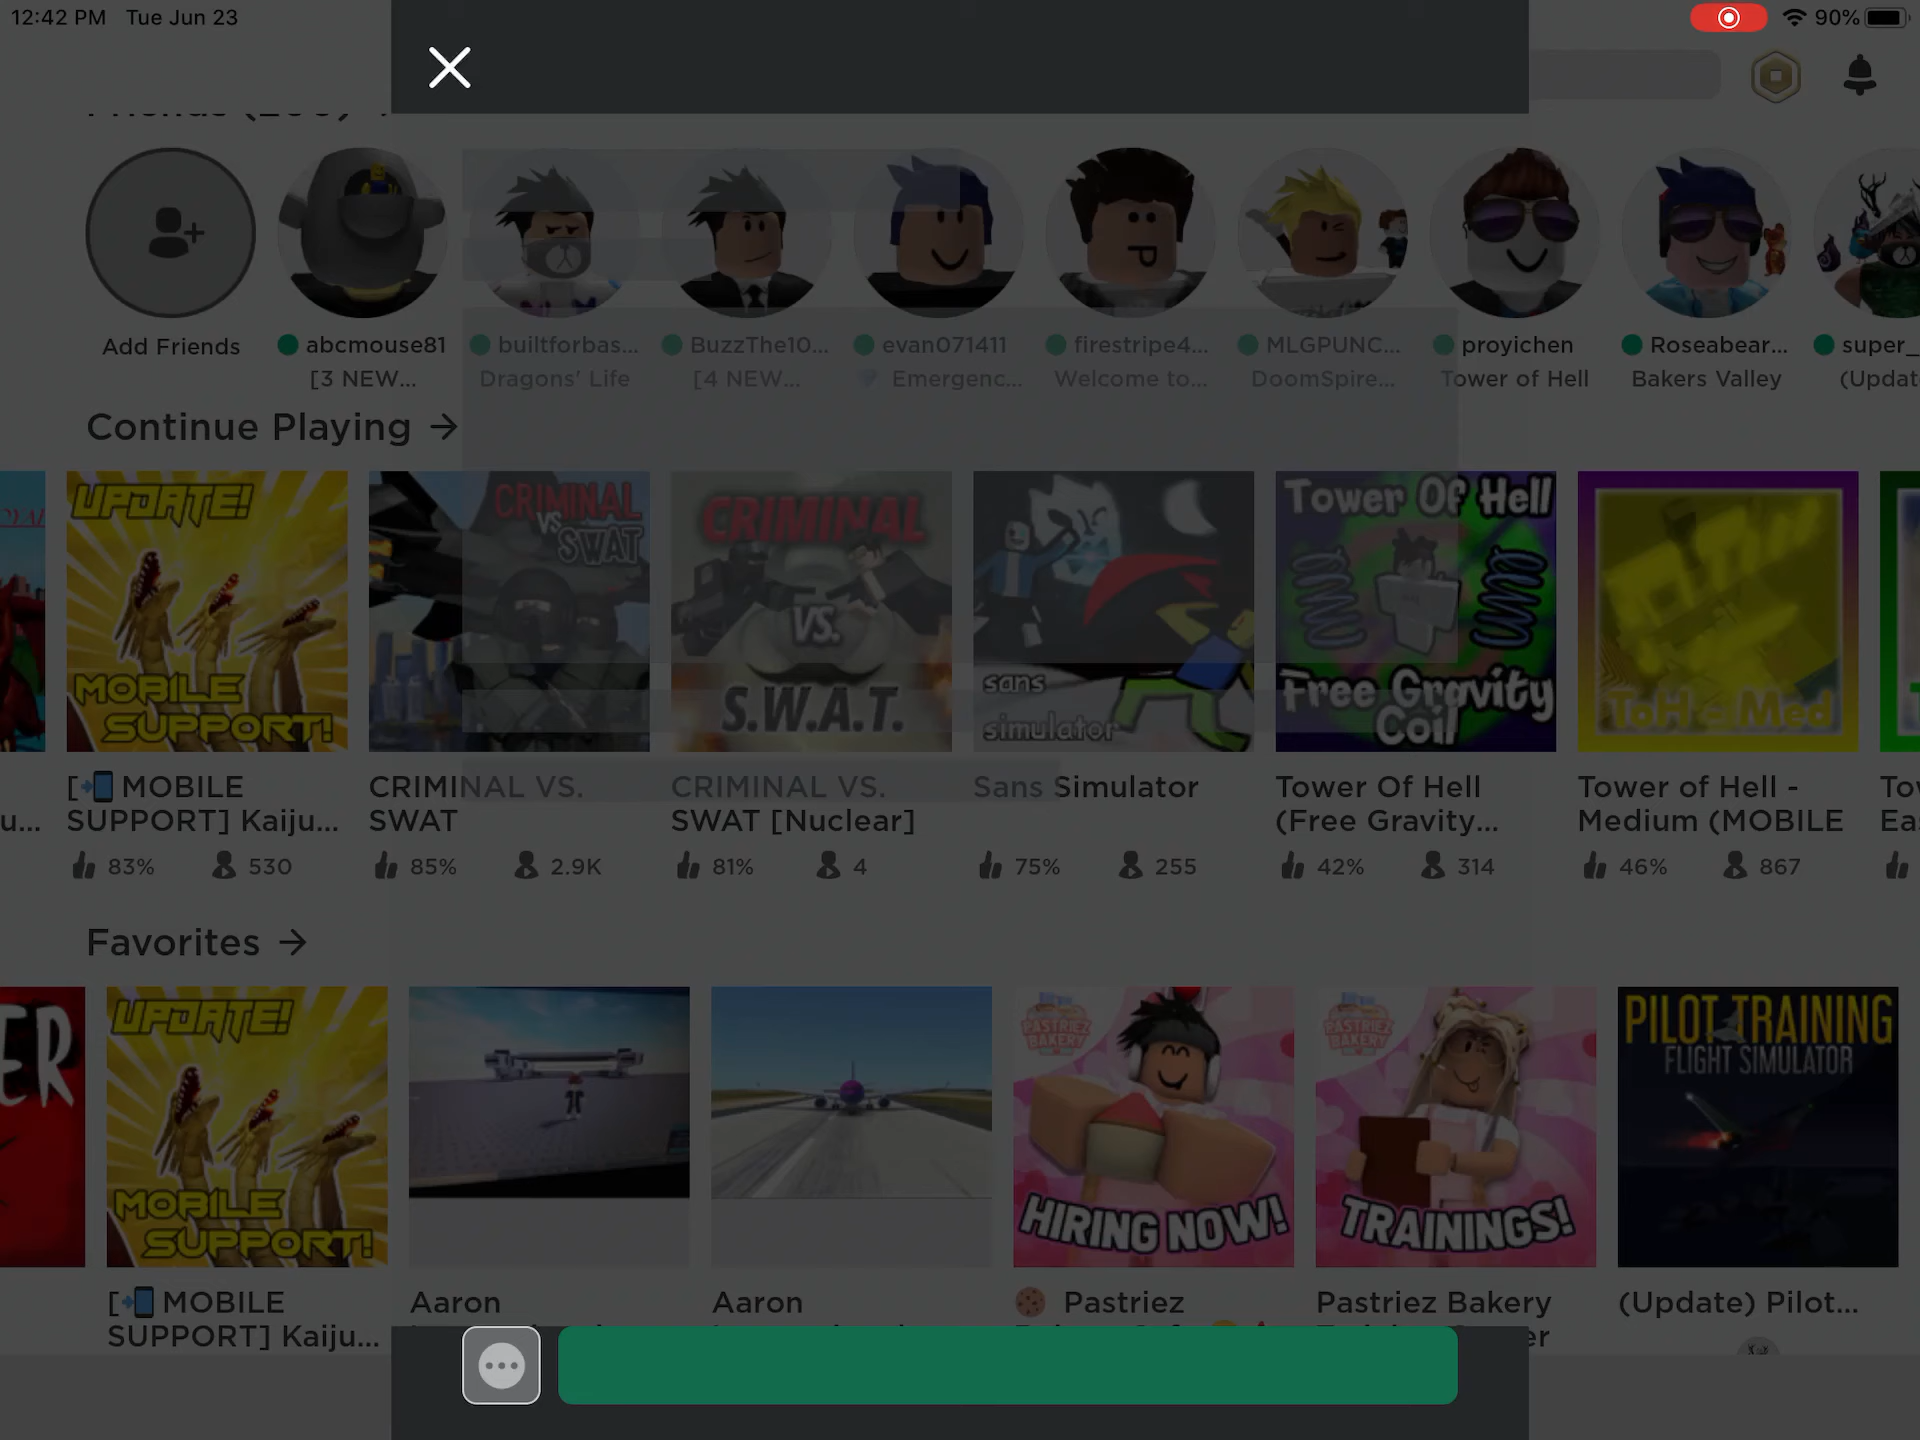 12:42 PM Tue Jun 23
90%
Add Friends
abcmouse81
[3 NEW...
builtforbas...
Dragons' Life
BuzzThe10...
[4 NEW...
evan071411
Emergenc...
firestripe4...
Welcome to...
MLGPUNC...
DoomSpire...
proyichen
Tower of Hell
Roseabear...
Bakers Valley
super_
(Updat
Continue Playing →
UPDATE!
MOBILE
SUPPORT!
CRIMINAL
VS
SWAT
CRIMINAL
VS.
S.W.A.T.
sans
simulator
Tower Of Hell
Free Gravity
Coil
ToH - Med
u...
[📲 MOBILE
SUPPORT] Kaiju...
83% 530
CRIMINAL VS.
SWAT
85% 2.9K
CRIMINAL VS.
SWAT [Nuclear]
81% 4
Sans Simulator
75% 255
Tower Of Hell
(Free Gravity...
42% 314
Tower of Hell -
Medium (MOBILE
46% 867
Favorites →
ER
UPDATE!
MOBILE
SUPPORT!
PASTRIEZ
BAKERY
HIRING NOW!
PASTRIEZ
BAKERY
TRAININGS!
PILOT TRAINING
FLIGHT SIMULATOR
[📲 MOBILE
SUPPORT] Kaiju...
Aaron
Aaron
🍪 Pastriez
Pastriez Bakery
(Update) Pilot...